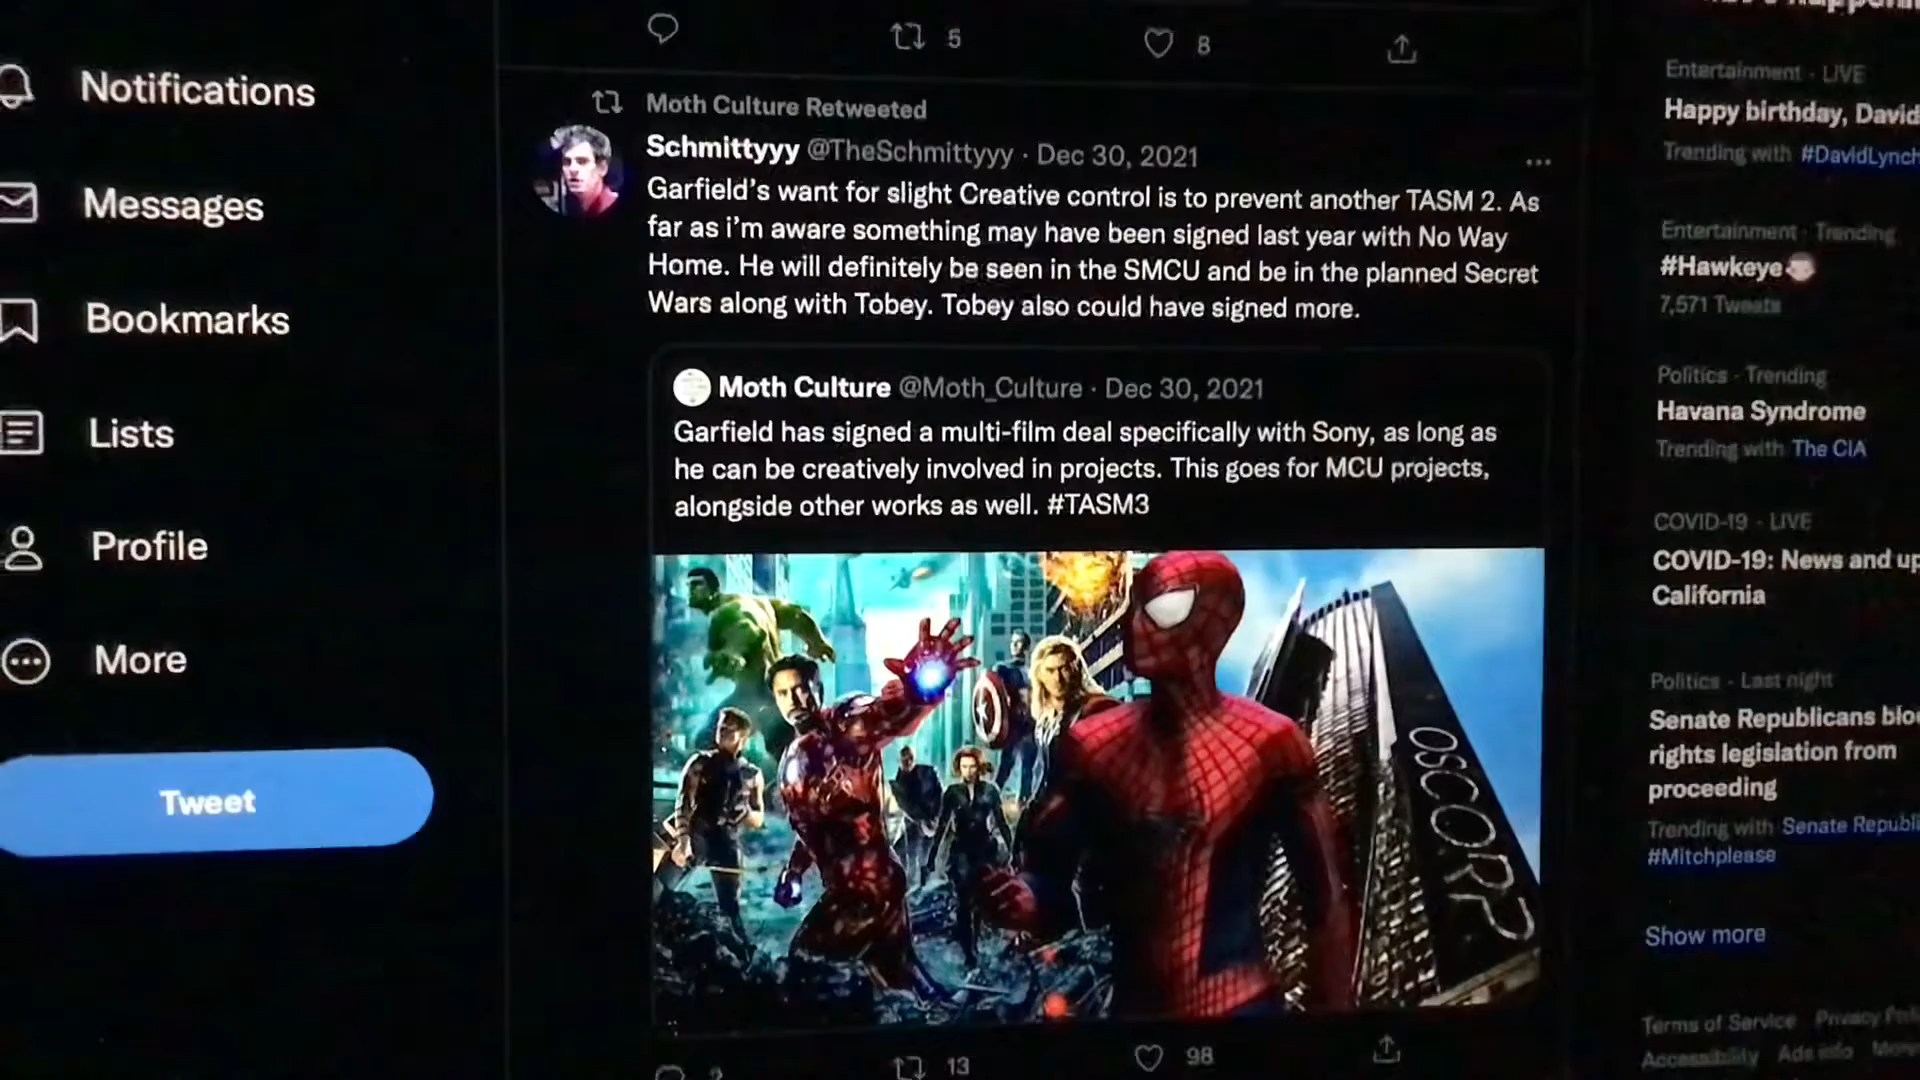 5
8
Notifications
Messages
Bookmarks
Lists
Profile
More
Tweet
Moth Culture Retweeted
Schmittyyy @TheSchmittyyy · Dec 30, 2021
Garfield's want for slight Creative control is to prevent another TASM 2. As
far as i'm aware something may have been signed last year with No Way
Home. He will definitely be seen in the SMCU and be in the planned Secret
Wars along with Tobey. Tobey also could have signed more.
Moth Culture @Moth_Culture · Dec 30, 2021
Garfield has signed a multi-film deal specifically with Sony, as long as
he can be creatively involved in projects. This goes for MCU projects,
alongside other works as well. #TASM3
OSCORP
13
98
Entertainment · LIVE
Happy birthday, David
Trending with #DavidLynch
Entertainment · Trending
#Hawkeye
7,571 Tweets
Politics · Trending
Havana Syndrome
Trending with The CIA
COVID-19 · LIVE
COVID-19: News and up
California
Politics · Last night
Senate Republicans blo
rights legislation from
proceeding
Trending with Senate Republi
#Mitchplease
Show more
Terms of Service Privacy Poli
Accessibility Ads info More